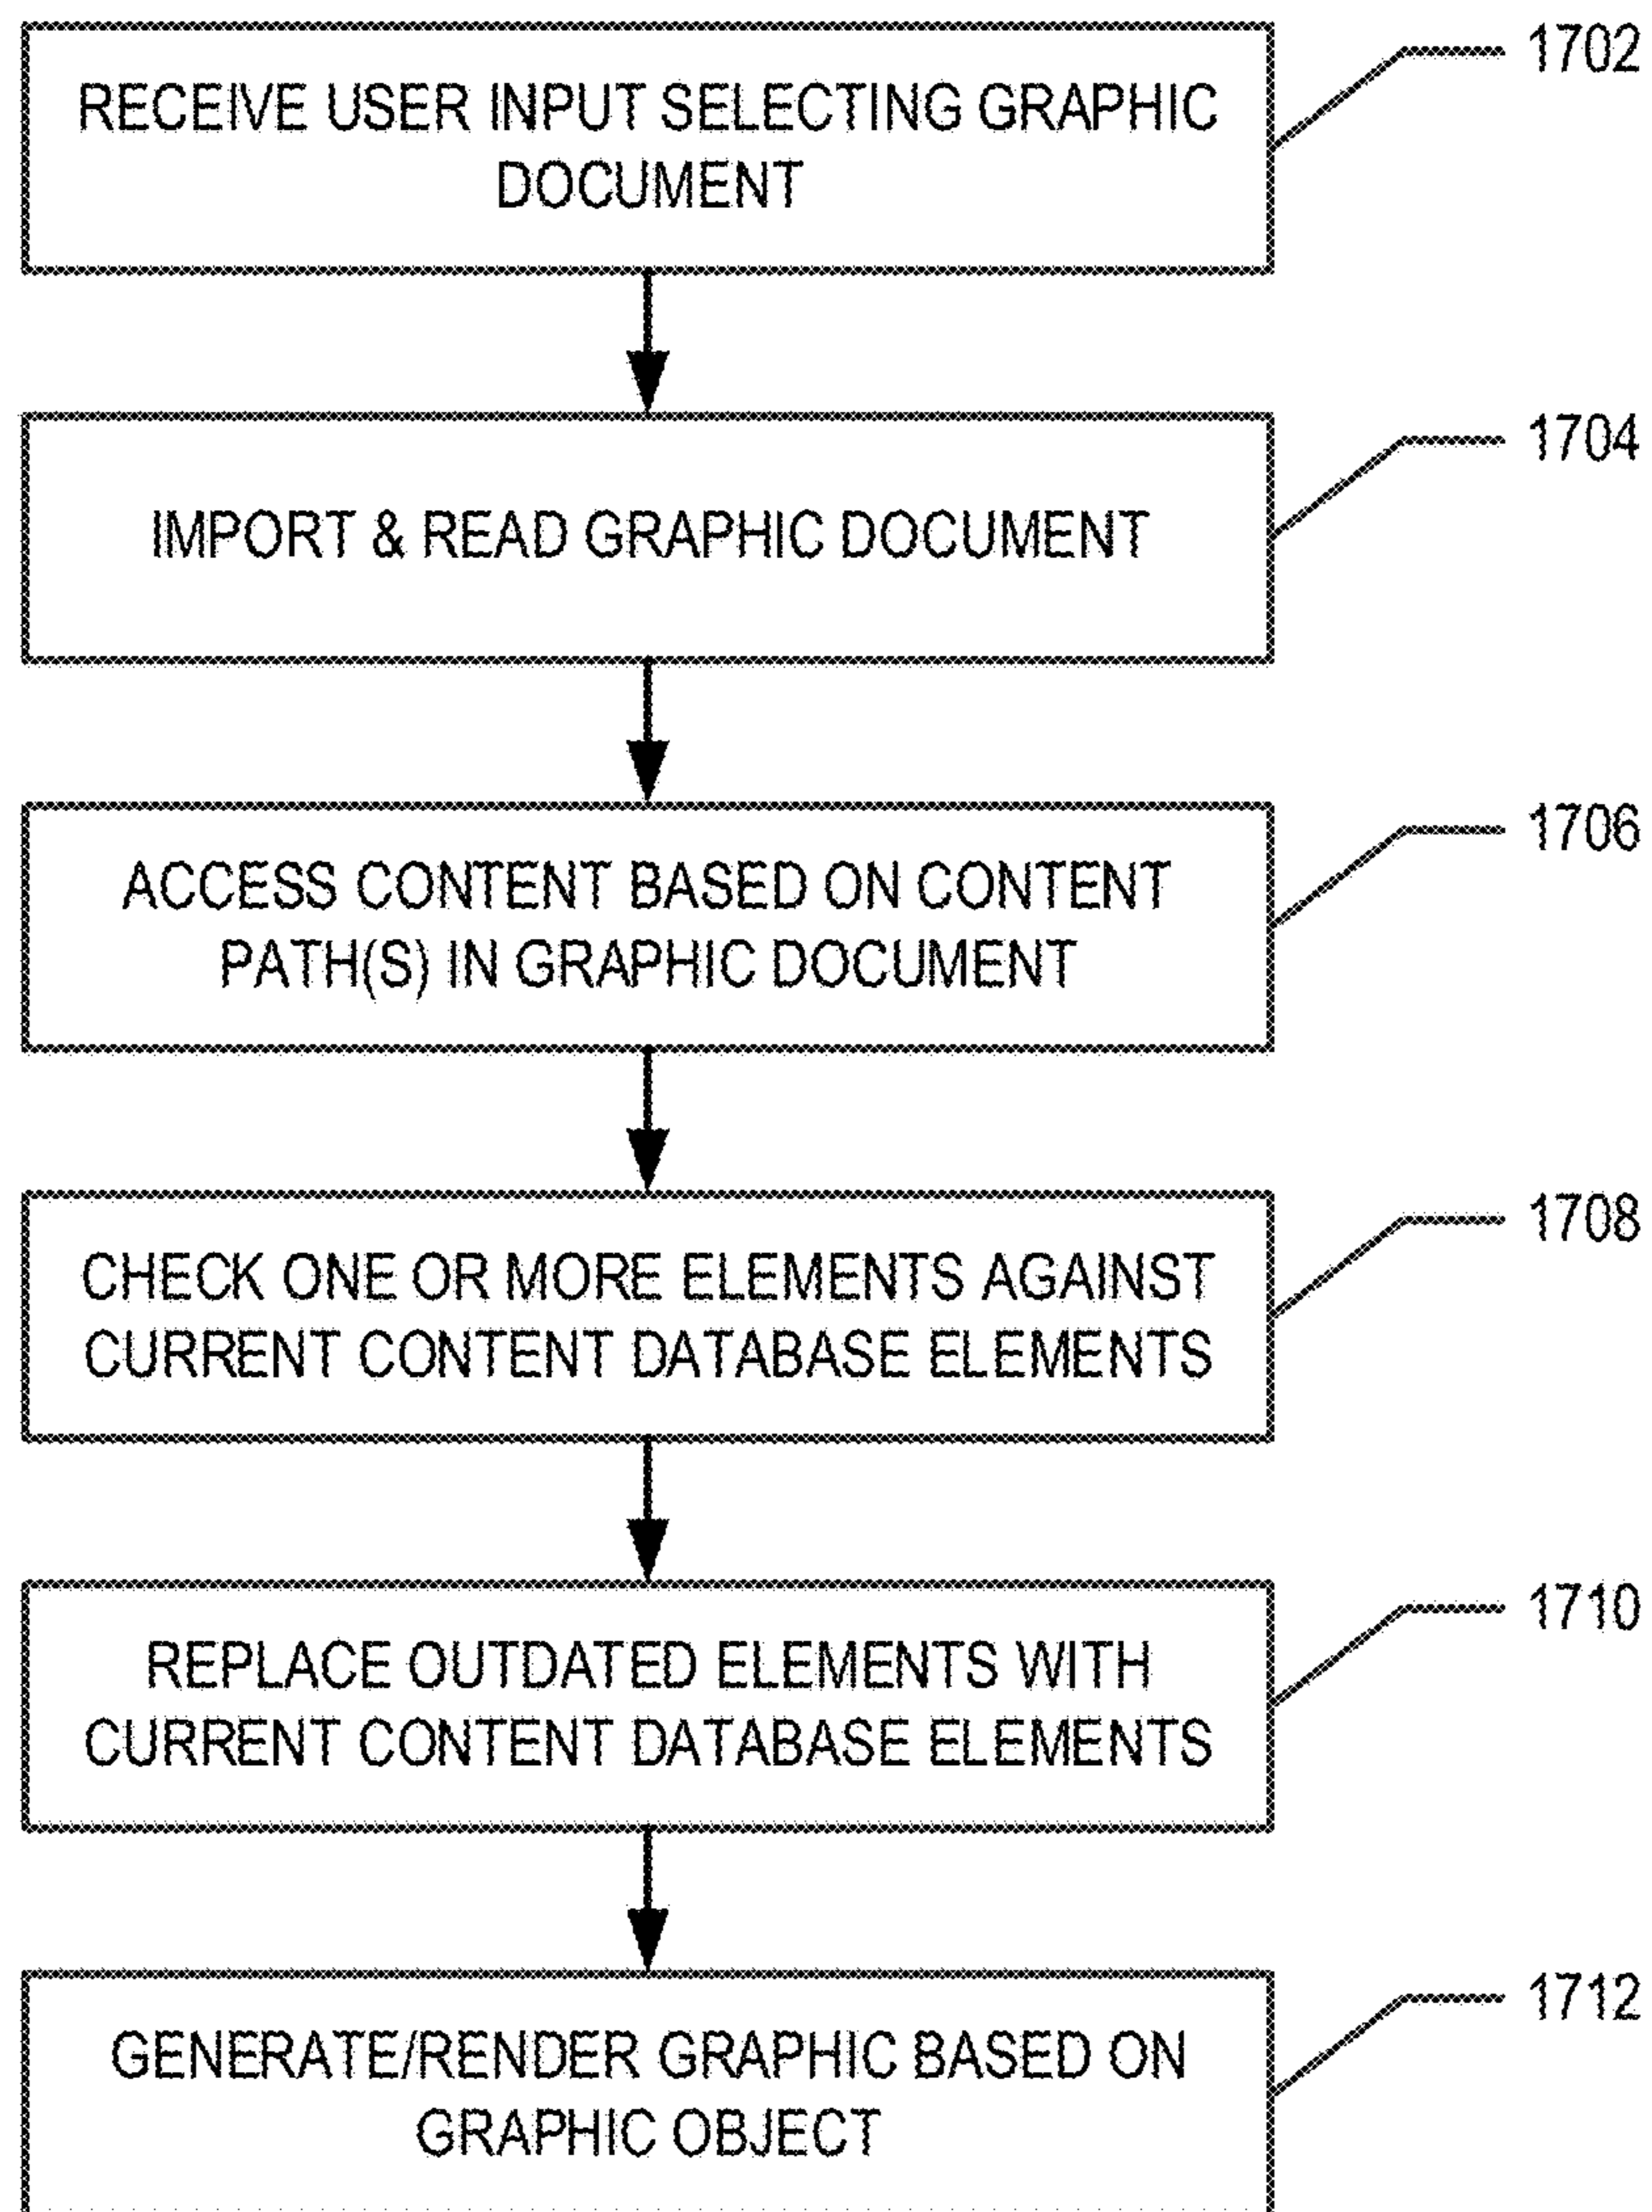 1702
RECEIVE USER INPUT SELECTING GRAPHIC
DOCUMENT
1704
IMPORT & READ GRAPHIC DOCUMENT
1706
ACCESS CONTENT BASED ON CONTENT
PATH(S) IN GRAPHIC DOCUMENT
1708
CHECK ONE OR MORE ELEMENTS AGAINST
CURRENT CONTENT DATABASE ELEMENTS
1710
REPLACE OUTDATED ELEMENTS WITH
CURRENT CONTENT DATABASE ELEMENTS
1712
GENERATE/RENDER GRAPHIC BASED ON
GRAPHIC OBJECT